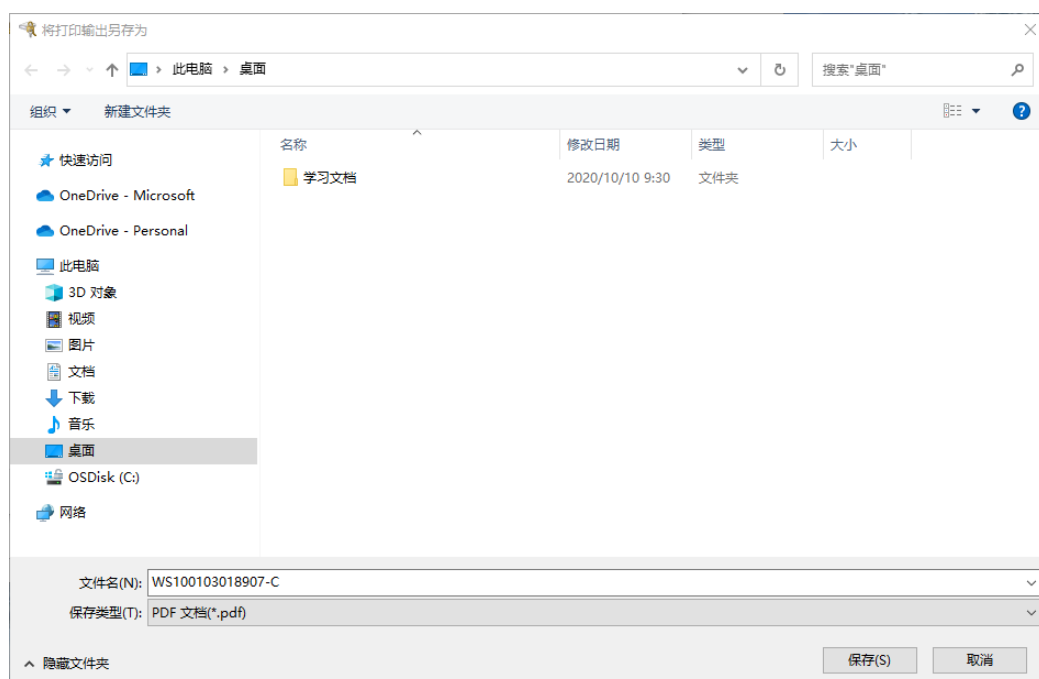 将打印输出另存为
此电脑 › 桌面
搜索"桌面"
组织
新建文件夹
?
名称 修改日期 类型 大小
快速访问
学习文档 2020/10/10 9:30 文件夹
OneDrive - Microsoft
OneDrive - Personal
此电脑
3D 对象
视频
图片
文档
下载
音乐
桌面
OSDisk (C:)
网络
文件名(N): WS100103018907-C
保存类型(T): PDF 文档(*.pdf)
隐藏文件夹 保存(S) 取消